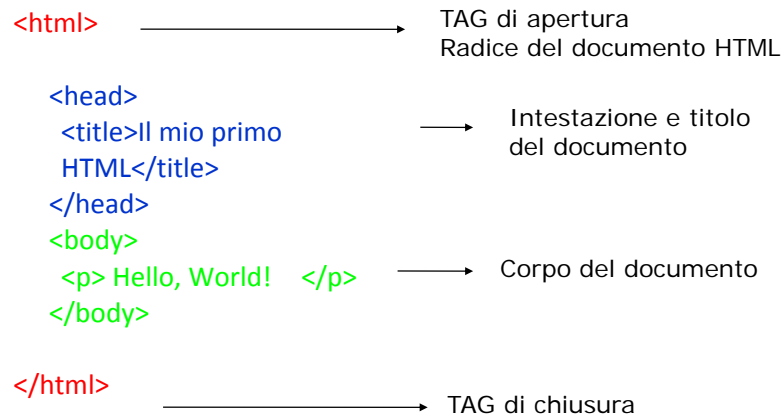 <html>
TAG di apertura
Radice del documento HTML
<head>
<title>Il mio primo
HTML</title>
Intestazione e titolo
del documento
</head>
<body>
<p> Hello, World! </p>
Corpo del documento
</body>
</html>
TAG di chiusura